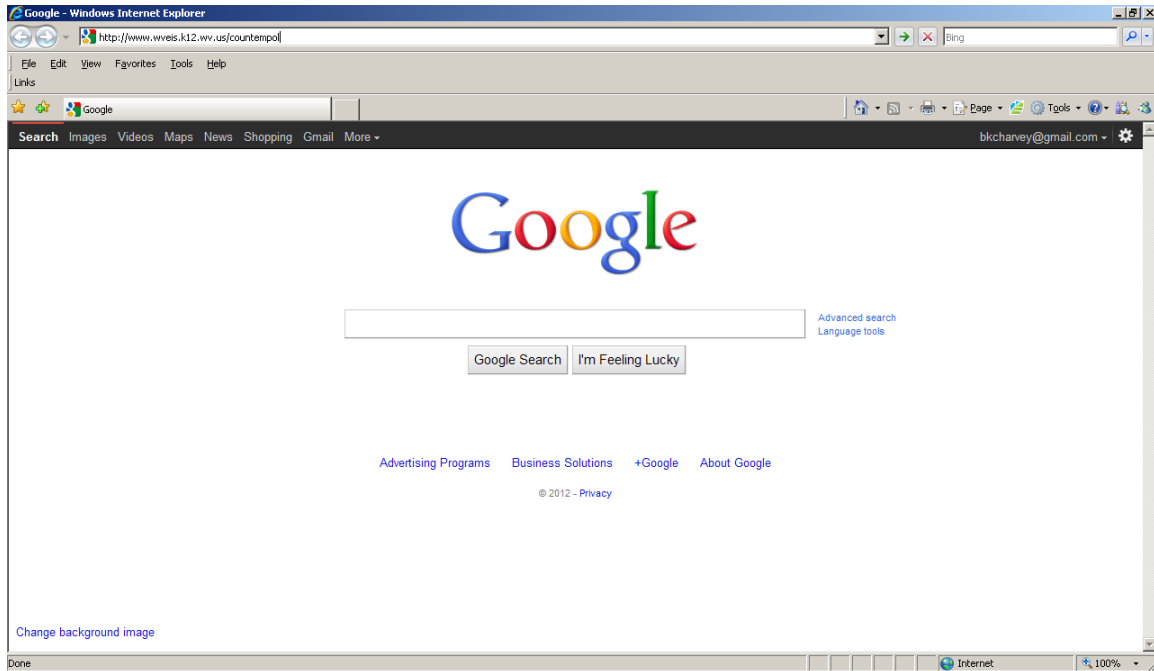 Google - Windows Internet Explorer
http://www.wveis.k12.wv.us/countempol
Bing
File Edit View Favorites Tools Help
Links
Google
Page Tools
Search Images Videos Maps News Shopping Gmail More
bkcharvey@gmail.com
Google
Advanced search
Language tools
Google Search I'm Feeling Lucky
Advertising Programs Business Solutions +Google About Google
© 2012 - Privacy
Change background image
Done Internet 100%